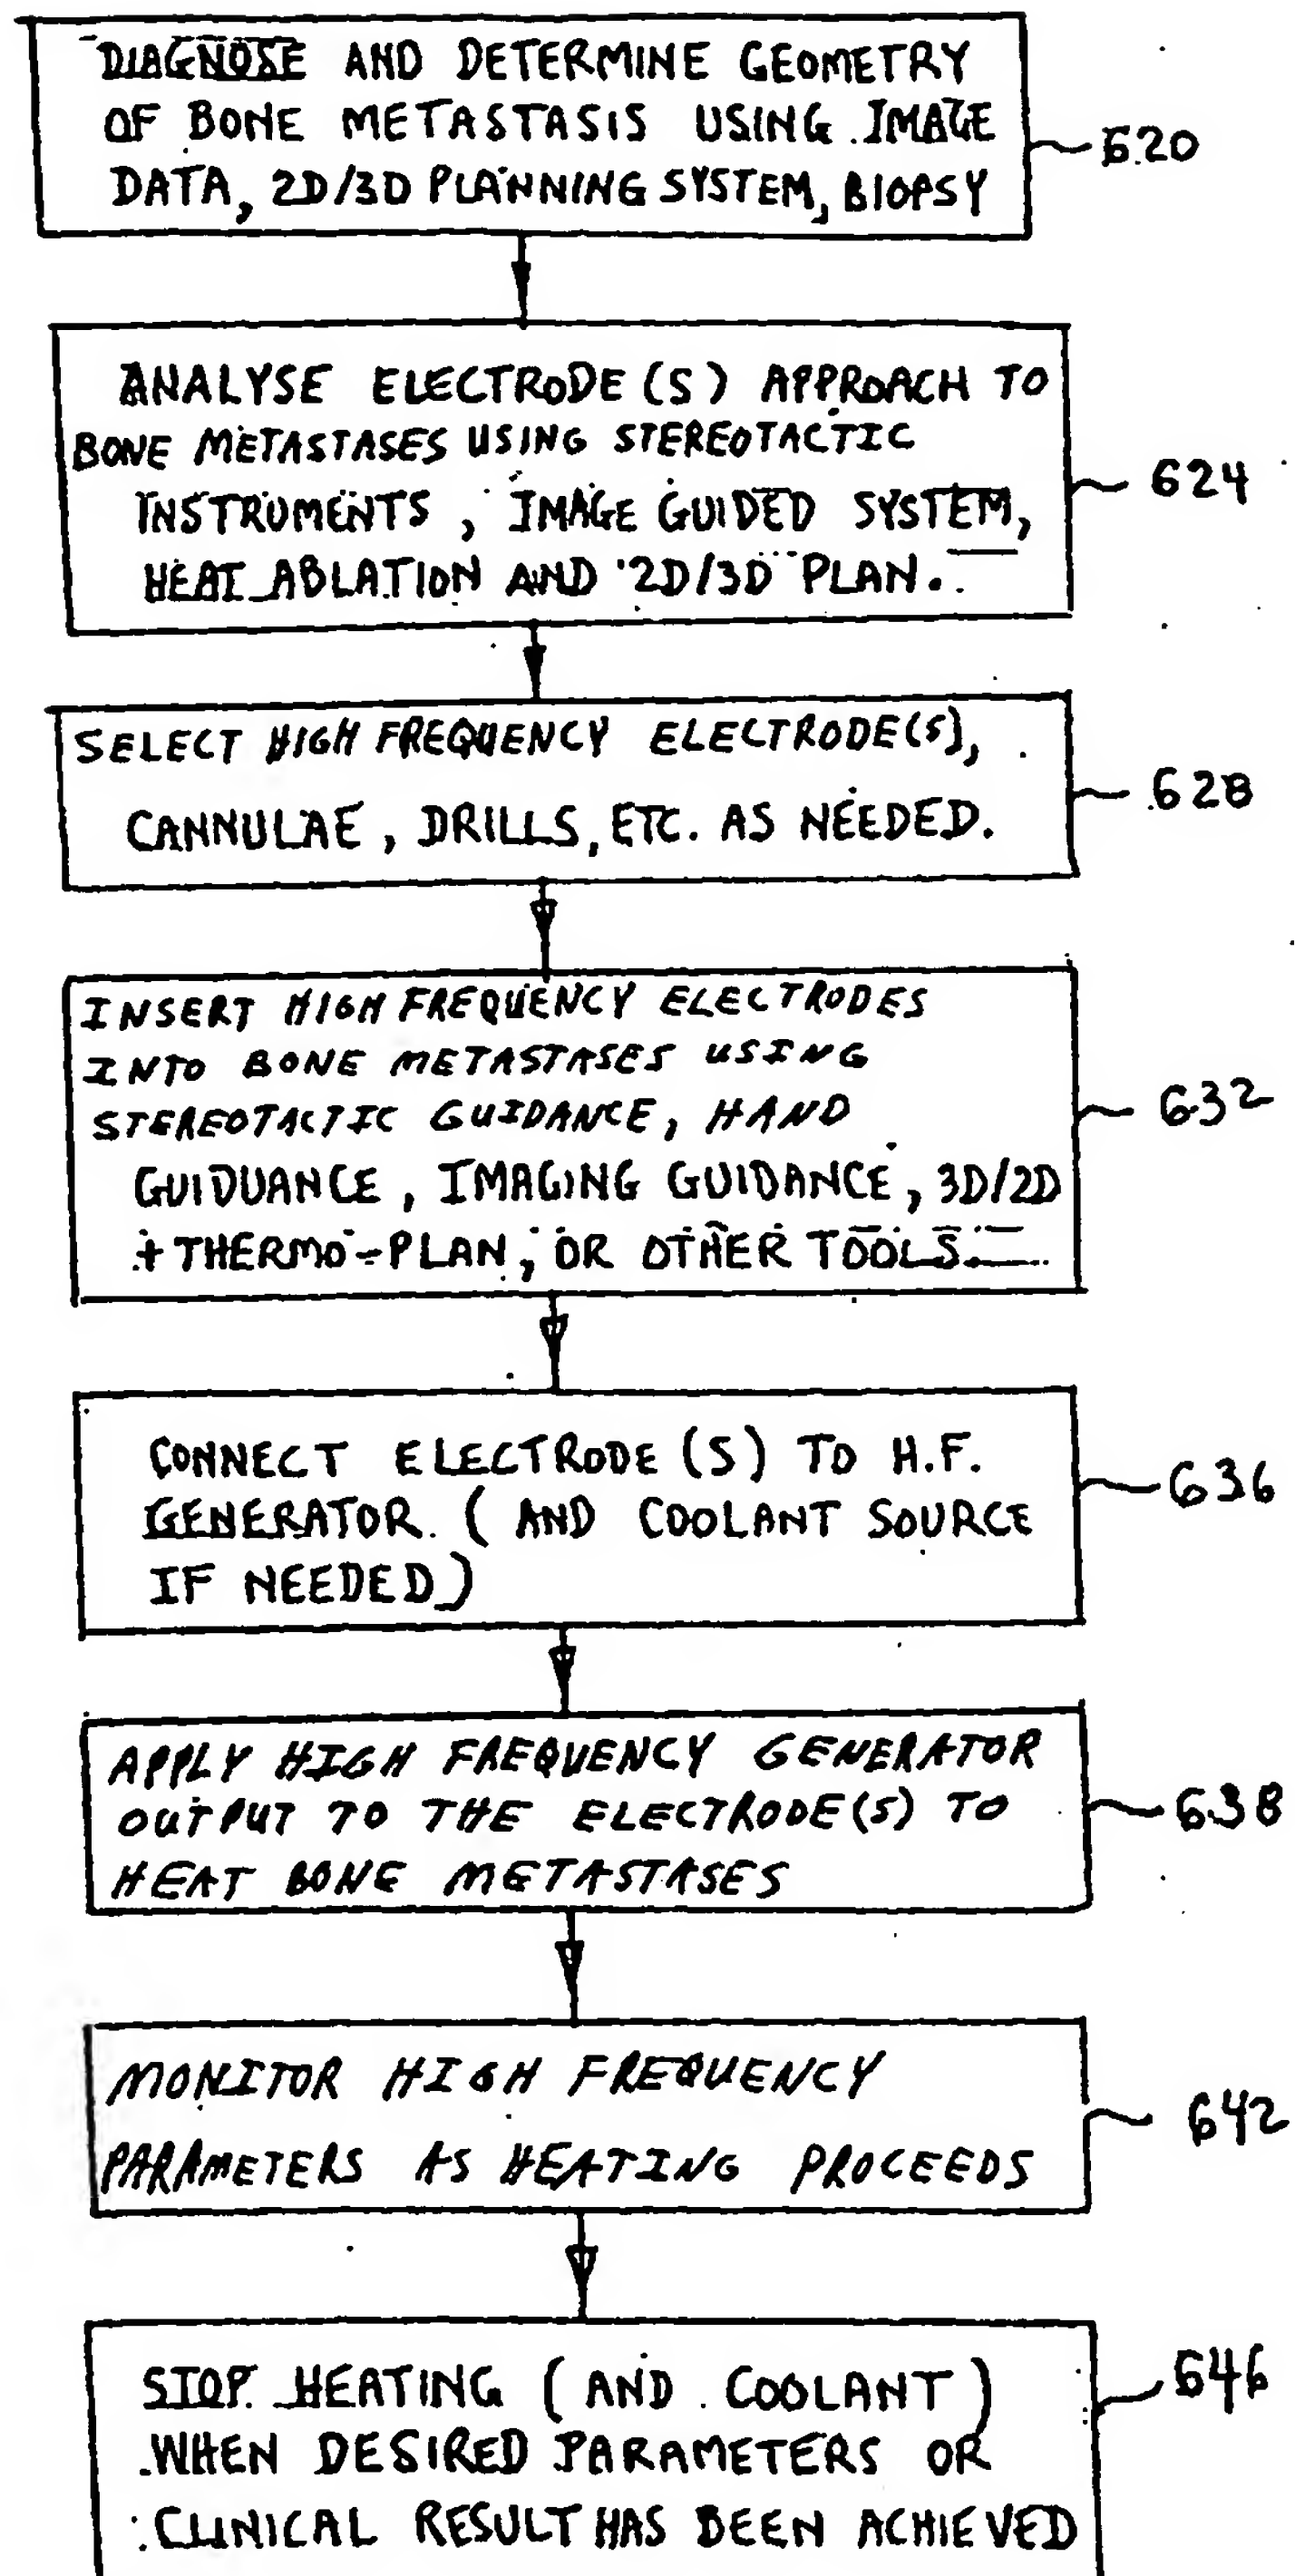 DIAGNOSE AND DETERMINE GEOMETRY
OF BONE METASTASIS USING IMAGE
DATA, 2D/3D PLANNING SYSTEM, BIOPSY
620
ANALYSE ELECTRODE(S) APPROACH TO
BONE METASTASES USING STEREOTACTIC
INSTRUMENTS, IMAGE GUIDED SYSTEM,
HEAT ABLATION AND 2D/3D PLAN.
624
SELECT HIGH FREQUENCY ELECTRODE(S),
CANNULAE, DRILLS, ETC. AS NEEDED.
628
INSERT HIGH FREQUENCY ELECTRODES
INTO BONE METASTASES USING
STEREOTACTIC GUIDANCE, HAND
GUIDUANCE, IMAGING GUIDANCE, 3D/2D
+ THERMO-PLAN, OR OTHER TOOLS.
632
CONNECT ELECTRODE(S) TO H.F.
GENERATOR. (AND COOLANT SOURCE
IF NEEDED)
636
APPLY HIGH FREQUENCY GENERATOR
OUTPUT TO THE ELECTRODE(S) TO
HEAT BONE METASTASES
638
MONITOR HIGH FREQUENCY
PARAMETERS AS HEATING PROCEEDS
642
STOP HEATING (AND COOLANT)
WHEN DESIRED PARAMETERS OR
CLINICAL RESULT HAS BEEN ACHIEVED
646